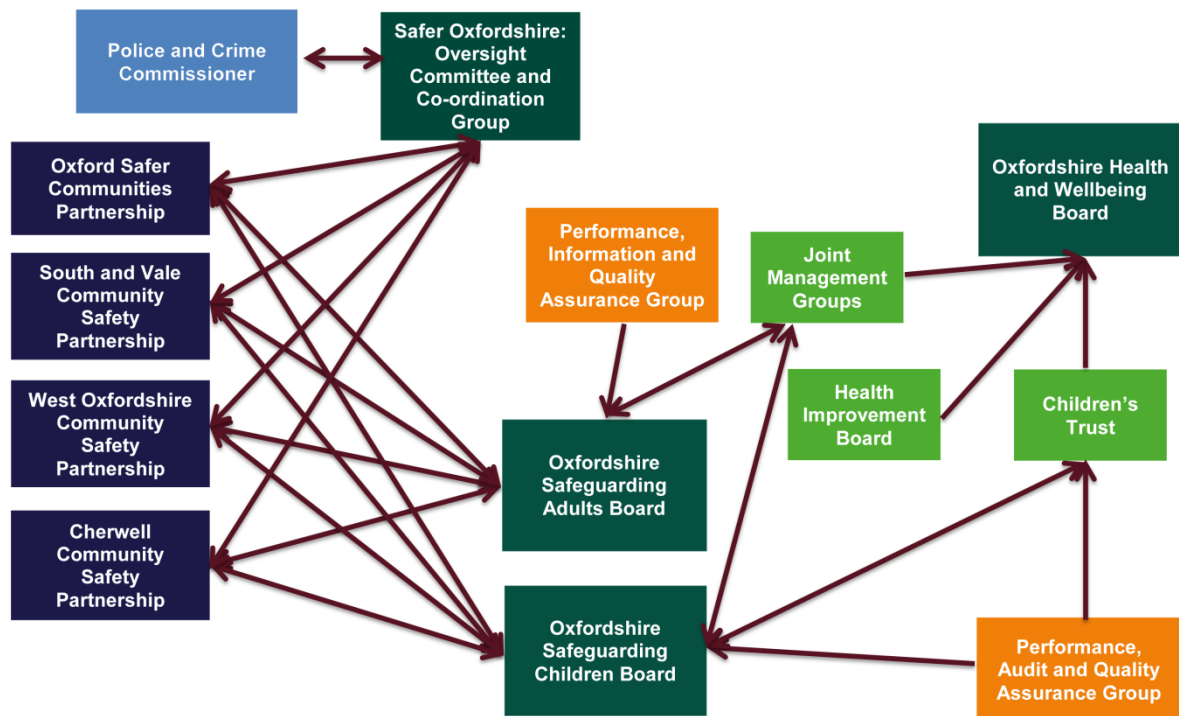 Police and Crime
Commissioner
Safer Oxfordshire:
Oversight
Committee and
Co-ordination
Group
Oxford Safer
Communities
Partnership
South and Vale
Community
Safety
Partnership
West Oxfordshire
Community
Safety
Partnership
Cherwell
Community
Safety
Partnership
Performance,
Information and
Quality
Assurance Group
Joint
Management
Groups
Oxfordshire Health
and Wellbeing
Board
Health
Improvement
Board
Children’s
Trust
Oxfordshire
Safeguarding
Adults Board
Oxfordshire
Safeguarding
Children Board
Performance,
Audit and Quality
Assurance Group